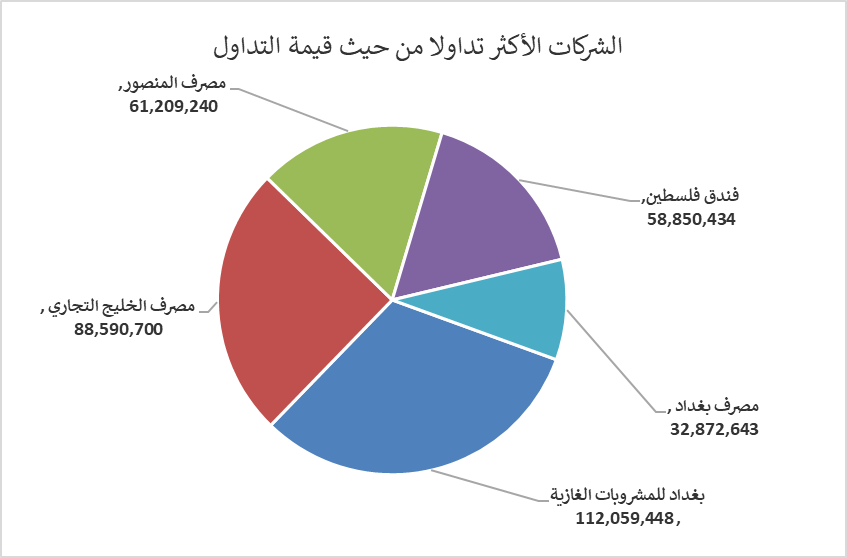 الشركات الأكثر تداولا من حيث قيمة التداول
مصرف المنصور,
61,209,240
فندق فلسطين,
58,850,434
مصرف الخليج التجاري ,
88,590,700
مصرف بغداد ,
32,872,643
بغداد للمشروبات الغازية
112,059,448 ,